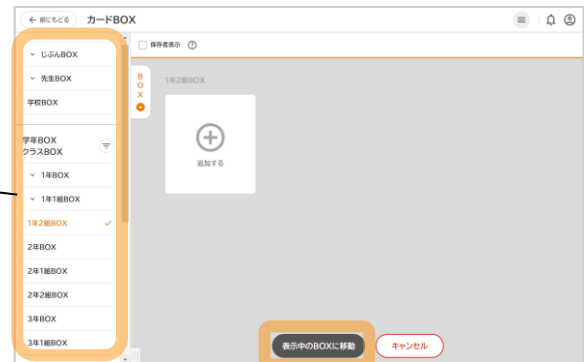 前にもどる カードBOX
じぶんBOX
先生BOX
学校BOX
学年BOX
クラスBOX
1年BOX
1年1組BOX
1年2組BOX
2年BOX
2年1組BOX
2年2組BOX
3年BOX
3年1組BOX
保存者表示
BOX
1年2組BOX
追加する
表示中のBOXに移動 キャンセル